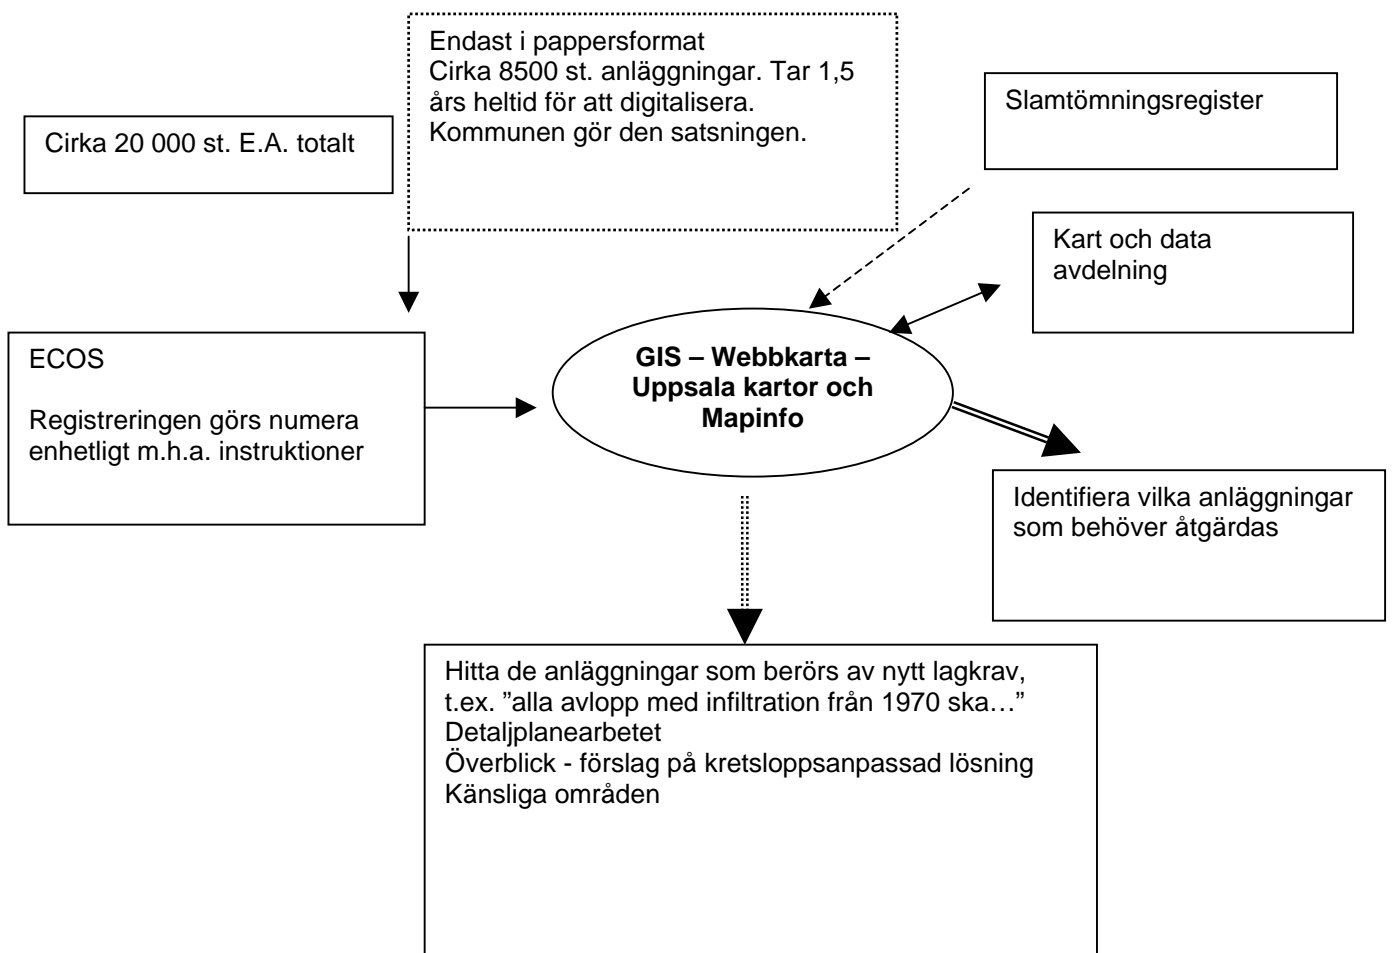 Endast i pappersformat
Cirka 8500 st. anläggningar. Tar 1,5
års heltid för att digitalisera.
Kommunen gör den satsningen.
Slamtömningsregister
Cirka 20 000 st. E.A. totalt
Kart och data
avdelning
ECOS
Registreringen görs numera
enhetligt m.h.a. instruktioner
GIS – Webbkarta –
Uppsala kartor och
Mapinfo
Identifiera vilka anläggningar
som behöver åtgärdas
Hitta de anläggningar som berörs av nytt lagkrav,
t.ex. ”alla avlopp med infiltration från 1970 ska…”
Detaljplanearbetet
Överblick - förslag på kretsloppsanpassad lösning
Känsliga områden